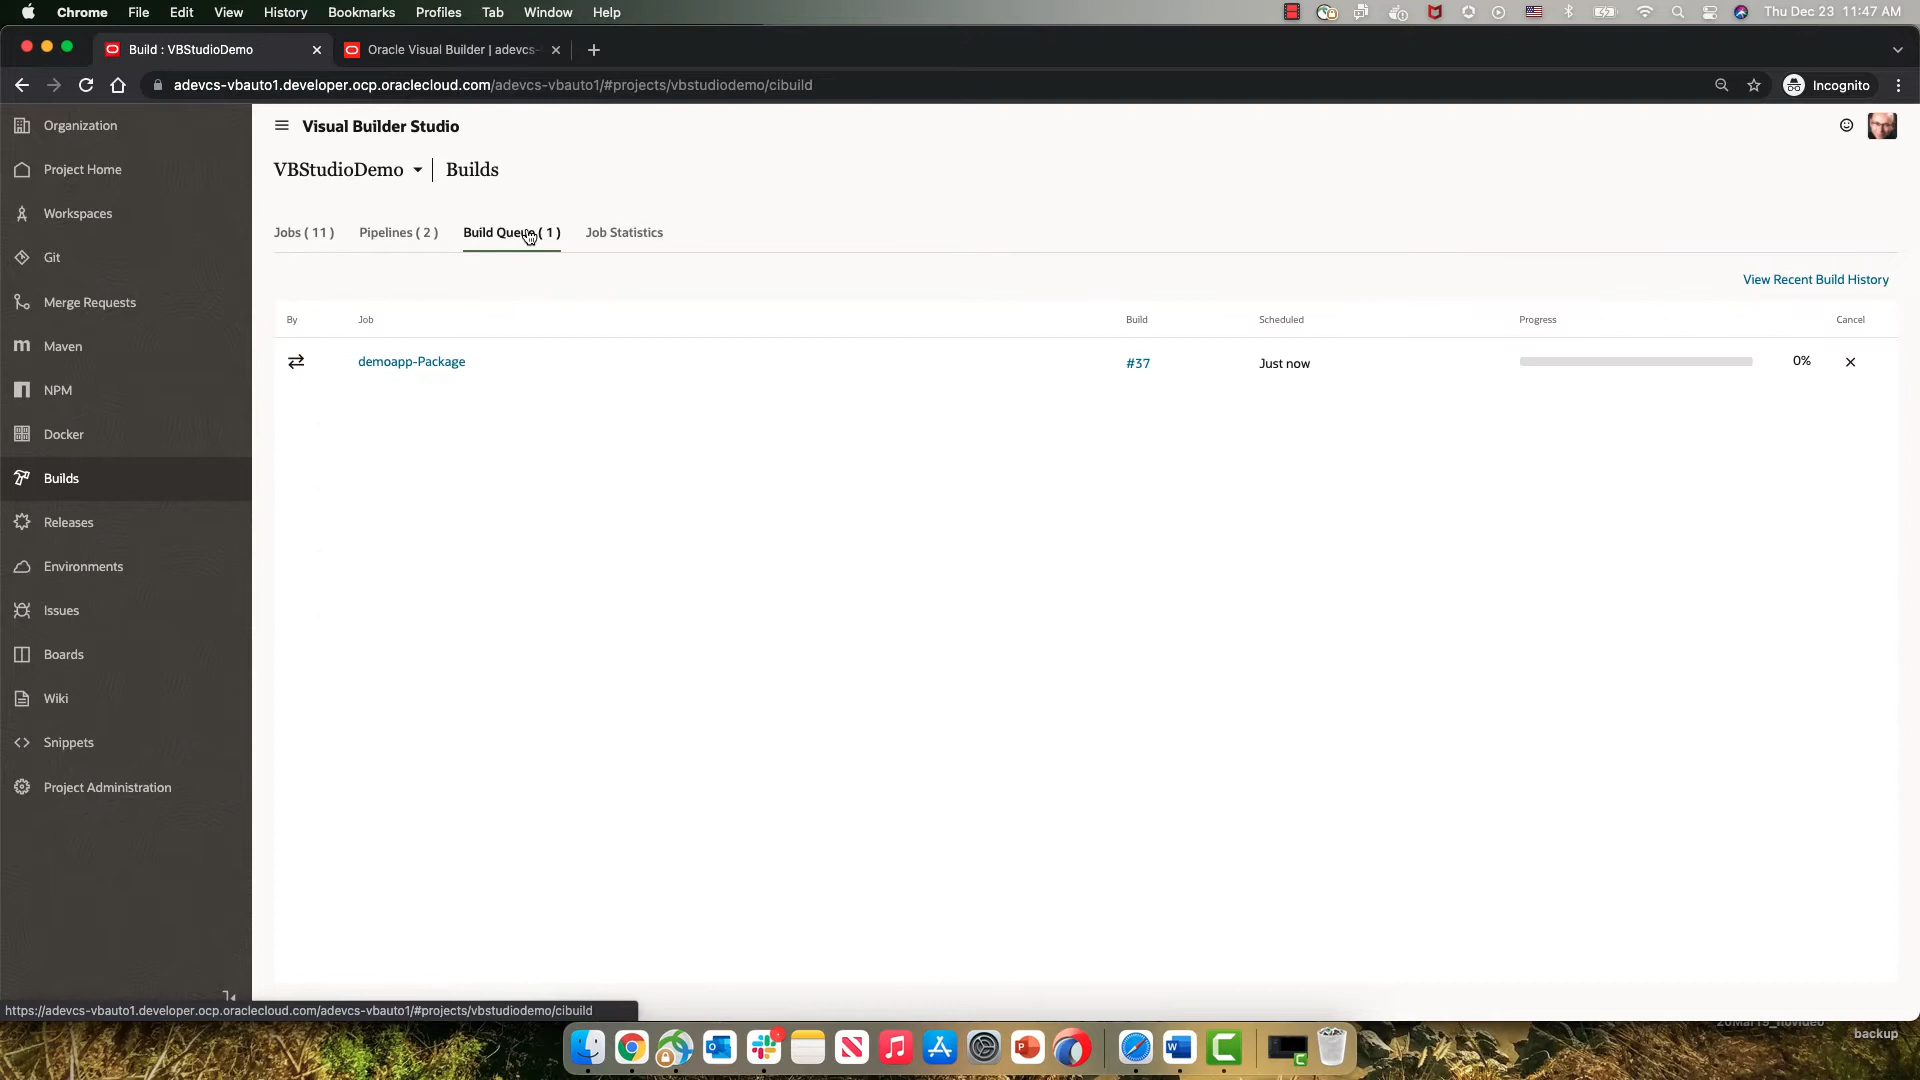 Chrome File Edit View History Bookmarks Profiles Tab Window Help Thu Dec 23 11:47 AM
Build : VBStudioDemo
Oracle Visual Builder | adevcs-
adevcs-vbauto1.developer.ocp.oraclecloud.com/adevcs-vbauto1/#projects/vbstudiodemo/cibuild
Incognito
Organization
Project Home
Workspaces
Git
Merge Requests
Maven
NPM
Docker
Builds
Releases
Environments
Issues
Boards
Wiki
Snippets
Project Administration
Visual Builder Studio
VBStudioDemo | Builds
Jobs ( 11 ) Pipelines ( 2 ) Build Queue ( 1 ) Job Statistics
View Recent Build History
By Job Build Scheduled Progress Cancel
demoapp-Package #37 Just now 0%
https://adevcs-vbauto1.developer.ocp.oraclecloud.com/adevcs-vbauto1/#projects/vbstudiodemo/cibuild
backup